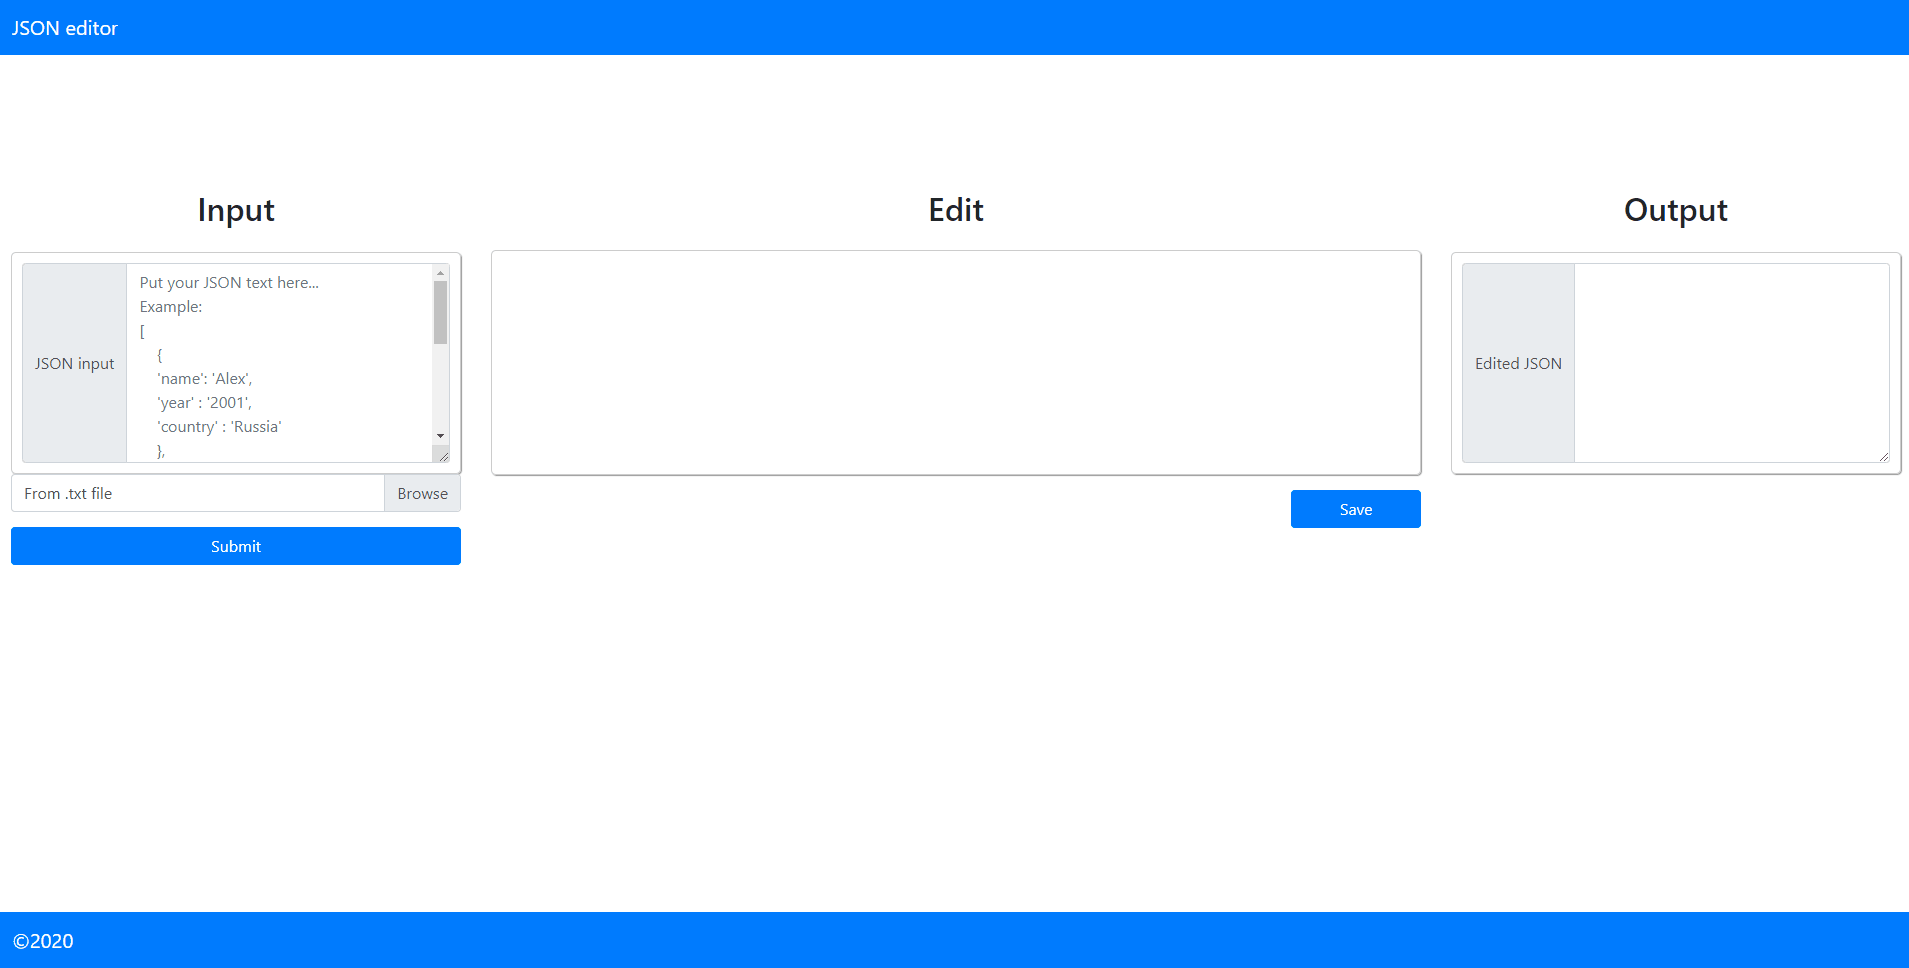 JSON editor
Input
JSON input
Put your JSON text here...
Example:
[
{
'name': 'Alex',
'year' : '2001',
'country' : 'Russia'
},
From .txt file
Browse
Submit
Edit
Save
Output
Edited JSON
©2020